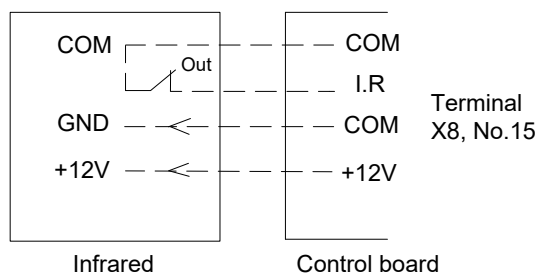 COM
COM
Out
I.R
GND
COM
Terminal
X8, No.15
+12V
+12V
Infrared
Control board